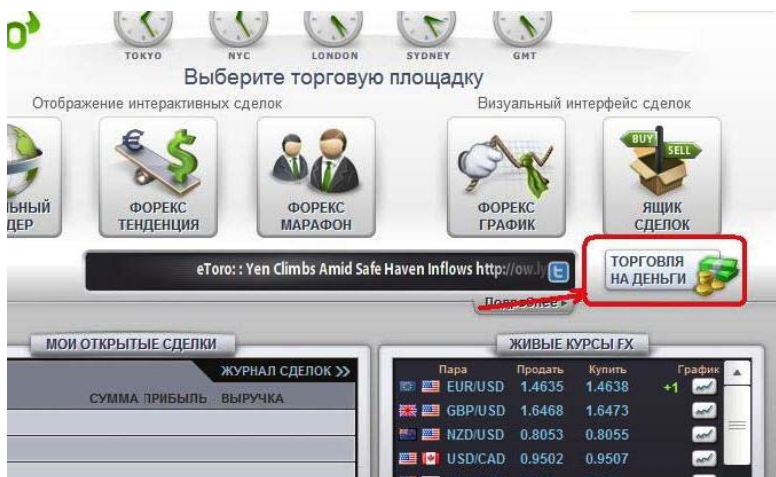 TOKYO
NYC
LONDON
SYDNEY
GMT
Выберите торговую площадку
Отображение интерактивных сделок
Визуальный интерфейс сделок
ФОРЕКС
ТЕНДЕНЦИЯ
ФОРЕКС
МАРАФОН
ФОРЕКС
ГРАФИК
BUY
SELL
ЯЩИК
СДЕЛОК
eToro: : Yen Climbs Amid Safe Haven Inflows http://ow.ly
ТОРГОВЛЯ
НА ДЕНЬГИ
Подробнее
МОИ ОТКРЫТЫЕ СДЕЛКИ
ЖУРНАЛ СДЕЛОК >>
СУММА ПРИБЫЛЬ ВЫРУЧКА
ЖИВЫЕ КУРСЫ FX
Пара Продать Купить График
EUR/USD 1.4635 1.4638 +1
GBP/USD 1.6468 1.6473
NZD/USD 0.8053 0.8055
USD/CAD 0.9502 0.9507